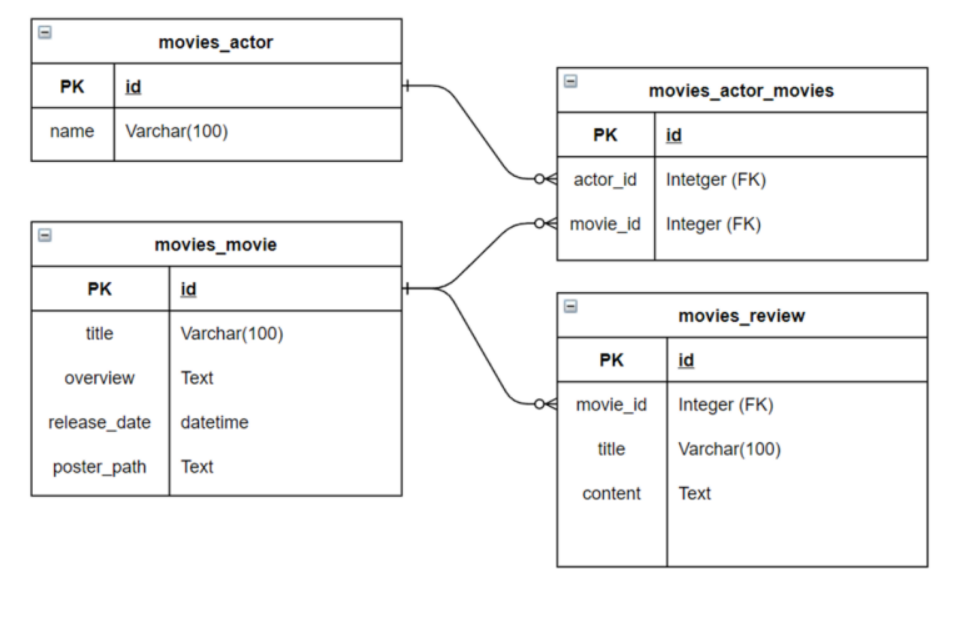 movies_actor
PK id
name Varchar(100)
movies_movie
PK id
title Varchar(100)
overview Text
release_date datetime
poster_path Text
movies_actor_movies
PK id
actor_id Intetger (FK)
movie_id Integer (FK)
movies_review
PK id
movie_id Integer (FK)
title Varchar(100)
content Text